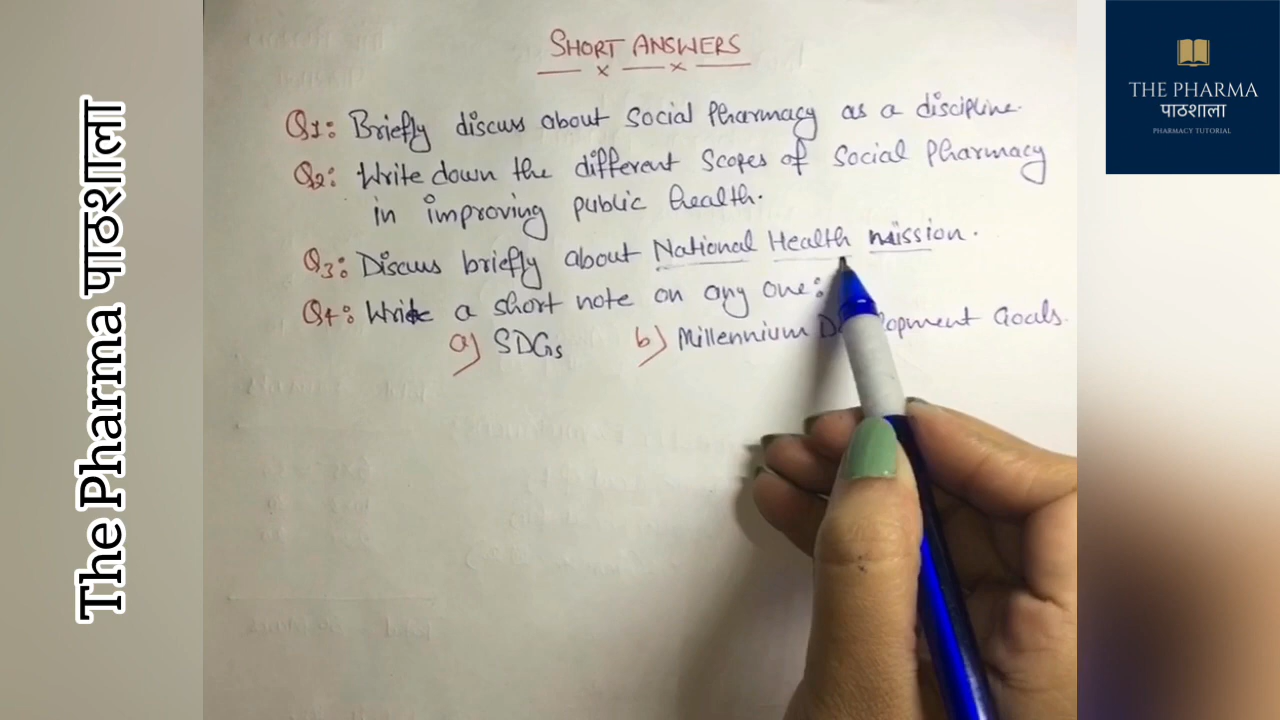 The Pharma पाठशाला
SHORT ANSWERS
Q1: Briefly discuss about Social Pharmacy as a discipline.
Q2: Write down the different Scopes of Social Pharmacy
in improving public health.
Q3: Discuss briefly about National Health mission.
Q4: Write a short note on any one:
a) SDGs b) Millennium Development Goals.
THE PHARMA
पाठशाला
PHARMACY TUTORIAL